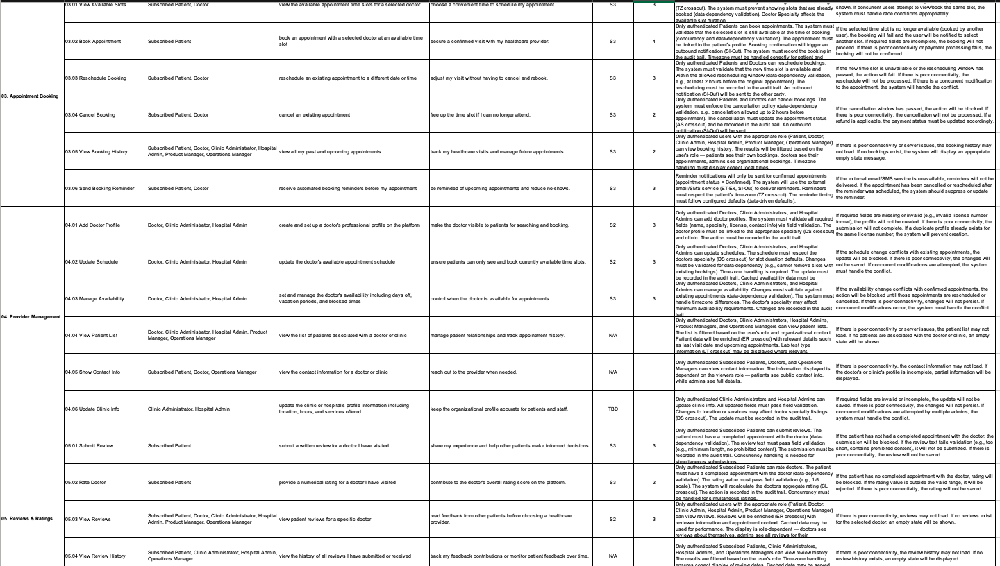 03.01 View Available Slots
Subscribed Patient, Doctor
view the available appointment time slots for a selected doctor
choose a convenient time to schedule my appointment.
S3
3
(TZ crosscut). The system must prevent showing slots that are already
booked (data-dependency validation). Doctor Specialty affects the
available slot duration.
shown. If concurrent users attempt to view/book the same slot, the
system must handle race conditions appropriately.
03. Appointment Booking
03.02 Book Appointment
Subscribed Patient
book an appointment with a selected doctor at an available time
slot
secure a confirmed visit with my healthcare provider.
S3
4
Only authenticated Patients can book appointments. The system must
validate that the selected slot is still available at the time of booking
(concurrency and data-dependency validation). The appointment must
be linked to the patient's profile. Booking confirmation will trigger an
outbound notification (SI-Out). The system must record the booking in
the audit trail. Timezone must be handled correctly for patient and
If the selected time slot is no longer available (booked by another
user), the booking will fail and the user will be notified to select
another slot. If required fields are incomplete, the booking will not
proceed. If there is poor connectivity or payment processing fails, the
booking will not be confirmed.
03.03 Reschedule Booking
Subscribed Patient, Doctor
reschedule an existing appointment to a different date or time
adjust my visit without having to cancel and rebook.
S3
3
Only authenticated Patients and Doctors can reschedule bookings.
The system must validate that the new time slot is available and
within the allowed rescheduling window (data-dependency validation,
e.g., at least 2 hours before the original appointment). The
rescheduling must be recorded in the audit trail. An outbound
notification (SI-Out) will be sent to the other party.
If the new time slot is unavailable or the rescheduling window has
passed, the action will fail. If there is poor connectivity, the
reschedule will not be processed. If there is a concurrent modification
to the appointment, the system will handle the conflict.
03.04 Cancel Booking
Subscribed Patient, Doctor
cancel an existing appointment
free up the time slot if I can no longer attend.
S3
2
Only authenticated Patients and Doctors can cancel bookings. The
system must enforce the cancellation policy (data-dependency
validation, e.g., cancellation allowed up to 2 hours before
appointment). The cancellation must update the appointment status
(AS crosscut) and be recorded in the audit trail. An outbound
notification (SI-Out) will be sent.
If the cancellation window has passed, the action will be blocked. If
there is poor connectivity, the cancellation will not be processed. If a
refund is applicable, the payment status must be updated accordingly.
03.05 View Booking History
Subscribed Patient, Doctor, Clinic Administrator, Hospital
Admin, Product Manager, Operations Manager
view all my past and upcoming appointments
track my healthcare visits and manage future appointments.
S3
2
Only authenticated users with the appropriate role (Patient, Doctor,
Clinic Admin, Hospital Admin, Product Manager, Operations Manager)
can view booking history. The results will be filtered based on the
user's role — patients see their own bookings, doctors see their
appointments, admins see organizational bookings. Timezone
handling must display correct local times.
If there is poor connectivity or server issues, the booking history may
not load. If no bookings exist, the system will display an appropriate
empty state message.
03.06 Send Booking Reminder
Subscribed Patient, Doctor
receive automated booking reminders before my appointment
be reminded of upcoming appointments and reduce no-shows.
S3
3
Reminder notifications will only be sent for confirmed appointments
(appointment status = Confirmed). The system will use the external
email/SMS service (ET-Ex, SI-Out) to deliver reminders. Reminders
must respect the patient's timezone (TZ crosscut). The reminder timing
must follow configured defaults (data-driven defaults).
If the external email/SMS service is unavailable, reminders will not be
delivered. If the appointment has been cancelled or rescheduled after
the reminder was scheduled, the system should suppress or update
the reminder.
04. Provider Management
04.01 Add Doctor Profile
Doctor, Clinic Administrator, Hospital Admin
create and set up a doctor's professional profile on the platform
make the doctor visible to patients for searching and booking.
S2
3
Only authenticated Doctors, Clinic Administrators, and Hospital
Admins can add doctor profiles. The system must validate all required
fields (name, specialty, license, contact info) via field validation. The
doctor profile must be linked to the appropriate specialty (DS crosscut)
and clinic. The action must be recorded in the audit trail.
If required fields are missing or invalid (e.g., invalid license number
format), the profile will not be created. If there is poor connectivity, the
submission will not complete. If a duplicate profile already exists for
the same license number, the system will prevent creation.
04.02 Update Schedule
Doctor, Clinic Administrator, Hospital Admin
update the doctor's available appointment schedule
ensure patients can only see and book currently available time slots.
S2
3
Only authenticated Doctors, Clinic Administrators, and Hospital
Admins can update schedules. The schedule must respect the
doctor's specialty (DS crosscut) for slot duration defaults. Changes
must be validated for data-dependency (e.g., cannot remove slots with
existing bookings). Timezone handling is required. The update must
be recorded in the audit trail. Cached availability data must be
If the schedule change conflicts with existing appointments, the
update will be blocked. If there is poor connectivity, the changes will
not be saved. If concurrent modifications are attempted, the system
must handle the conflict.
04.03 Manage Availability
Doctor, Clinic Administrator, Hospital Admin
set and manage the doctor's availability including days off,
vacation periods, and blocked times
control when the doctor is available for appointments.
S3
3
Only authenticated Doctors, Clinic Administrators, and Hospital
Admins can manage availability. Changes must validate against
existing appointments (data-dependency validation). The system must
handle timezone differences. The doctor's specialty may affect
minimum availability requirements. Changes are recorded in the audit
trail.
If the availability change conflicts with confirmed appointments, the
action will be blocked until those appointments are rescheduled or
cancelled. If there is poor connectivity, changes will not persist. If
concurrent modifications occur, the system must handle the conflict.
04.04 View Patient List
Doctor, Clinic Administrator, Hospital Admin, Product
Manager, Operations Manager
view the list of patients associated with a doctor or clinic
manage patient relationships and track appointment history.
N/A
Only authenticated Doctors, Clinic Administrators, Hospital Admins,
Product Managers, and Operations Managers can view patient lists.
The list is filtered based on the user's role and organizational context.
Patient data will be enriched (ER crosscut) with relevant details such
as last visit date and upcoming appointments. Lab test type
information (LT crosscut) may be displayed where relevant.
If there is poor connectivity or server issues, the patient list may not
load. If no patients are associated with the doctor or clinic, an empty
state will be shown.
04.05 Show Contact Info
Subscribed Patient, Doctor, Operations Manager
view the contact information for a doctor or clinic
reach out to the provider when needed.
N/A
Only authenticated Subscribed Patients, Doctors, and Operations
Managers can view contact information. The information displayed is
dependent on the viewer's role — patients see public contact info,
while admins see full details.
If there is poor connectivity, the contact information may not load. If
the doctor's or clinic's profile is incomplete, partial information will be
displayed.
04.06 Update Clinic Info
Clinic Administrator, Hospital Admin
update the clinic or hospital's profile information including
location, hours, and services offered
keep the organizational profile accurate for patients and staff.
TBD
Only authenticated Clinic Administrators and Hospital Admins can
update clinic info. All updated fields must pass field validation.
Changes to location or services may affect doctor specialty listings
(DS crosscut). The update must be recorded in the audit trail.
If required fields are invalid or incomplete, the update will not be
saved. If there is poor connectivity, the changes will not persist. If
concurrent modifications are attempted by multiple admins, the
system must handle the conflict.
05. Reviews & Ratings
05.01 Submit Review
Subscribed Patient
submit a written review for a doctor I have visited
share my experience and help other patients make informed decisions.
S3
3
Only authenticated Subscribed Patients can submit reviews. The
patient must have a completed appointment with the doctor (data-
dependency validation). The review text must pass field validation
(e.g., minimum length, no prohibited content). The submission must be
recorded in the audit trail. Concurrency handling is needed for
simultaneous submissions.
If the patient has not had a completed appointment with the doctor, the
submission will be blocked. If the review text fails validation (e.g., too
short, contains prohibited content), it will not be submitted. If there is
poor connectivity, the review will not be saved.
05.02 Rate Doctor
Subscribed Patient
provide a numerical rating for a doctor I have visited
contribute to the doctor's overall rating score on the platform.
S3
2
Only authenticated Subscribed Patients can rate doctors. The patient
must have a completed appointment with the doctor (data-dependency
validation). The rating value must pass field validation (e.g., 1-5
scale). The system will recalculate the doctor's aggregate rating (CL
crosscut). The action is recorded in the audit trail. Concurrency must
be handled for simultaneous ratings.
If the patient has no completed appointment with the doctor, rating will
be blocked. If the rating value is outside the valid range, it will be
rejected. If there is poor connectivity, the rating will not be saved.
05.03 View Reviews
Subscribed Patient, Doctor, Clinic Administrator, Hospital
Admin, Product Manager, Operations Manager
view patient reviews for a specific doctor
read feedback from other patients before choosing a healthcare
provider.
S2
3
Only authenticated users with the appropriate role (Patient, Doctor,
Clinic Admin, Hospital Admin, Product Manager, Operations Manager)
can view reviews. Reviews will be enriched (ER crosscut) with
reviewer information and appointment context. Cached data may be
used for performance. The display is role-dependent — doctors see
reviews about themselves, admins see all reviews for their
If there is poor connectivity, reviews may not load. If no reviews exist
for the selected doctor, an empty state will be shown.
05.04 View Review History
Subscribed Patient, Clinic Administrator, Hospital Admin,
Operations Manager
view the history of all reviews I have submitted or received
track my feedback contributions or monitor patient feedback over time.
N/A
Only authenticated Subscribed Patients, Clinic Administrators,
Hospital Admins, and Operations Managers can view review history.
The results are filtered based on the user's role. Timezone handling
ensures correct display of review dates. Cached data may be served
If there is poor connectivity, the review history may not load. If no
review history exists, an empty state will be displayed.